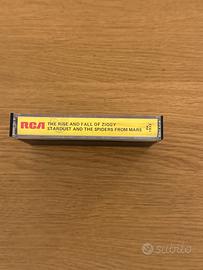 RCA
THE RISE AND FALL OF ZIGGY
STARDUST AND THE SPIDERS FROM MARS
subito